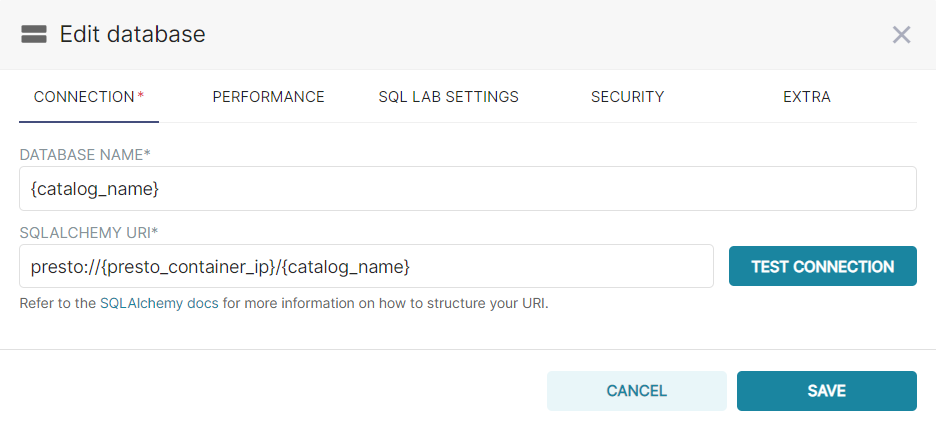 Edit database
CONNECTION*
PERFORMANCE
SQL LAB SETTINGS
SECURITY
EXTRA
DATABASE NAME*
{catalog_name}
SQLALCHEMY URI*
presto://{presto_container_ip}/{catalog_name}
TEST CONNECTION
Refer to the SQLAlchemy docs for more information on how to structure your URI.
CANCEL
SAVE